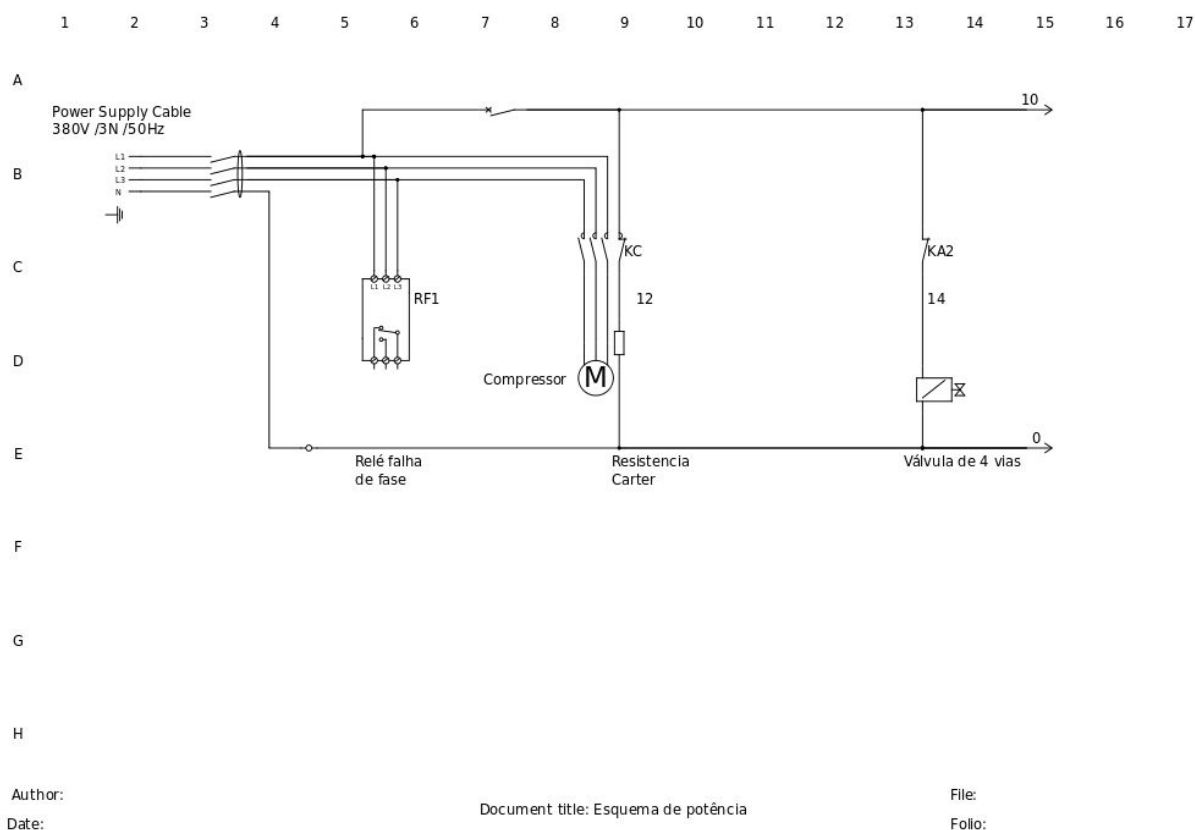 1 2 3 4 5 6 7 8 9 10 11 12 13 14 15 16 17
A
Power Supply Cable
380V /3N /50Hz
10
L1
L2
L3
N
B
KC
KA2
C
L1 L2 L3
RF1
12
14
D
Compressor
M
E
0
Relé falha
de fase
Resistencia
Carter
Válvula de 4 vias
F
G
H
Author:
Date:
Document title: Esquema de potência
File:
Folio: